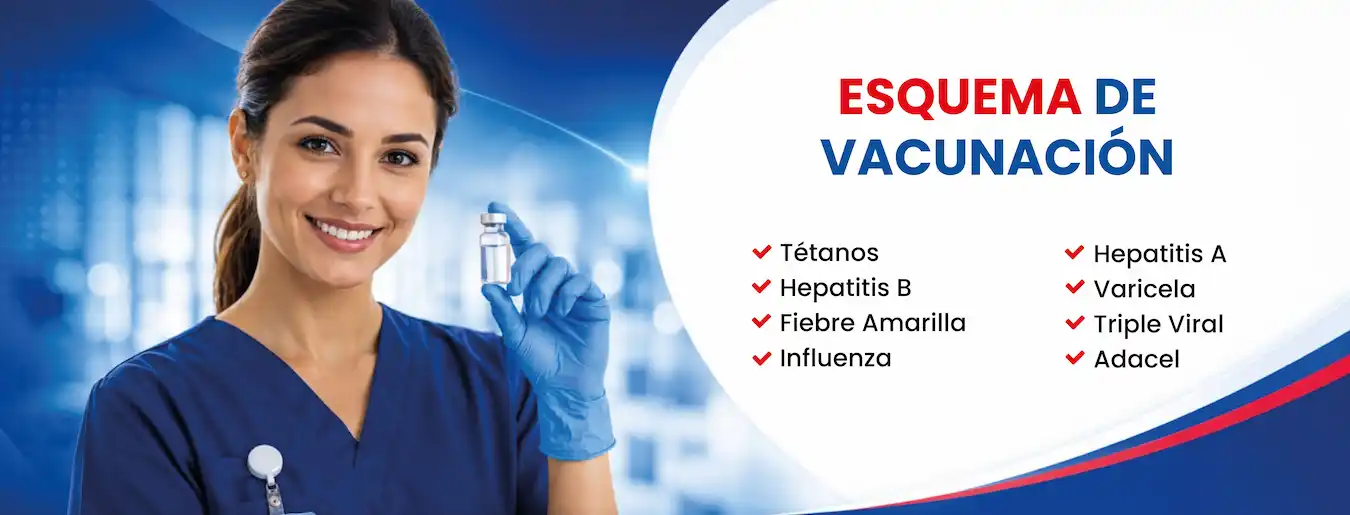 ESQUEMA DE
VACUNACIÓN
Tétanos
Hepatitis B
Fiebre Amarilla
Influenza
Hepatitis A
Varicela
Triple Viral
Adacel